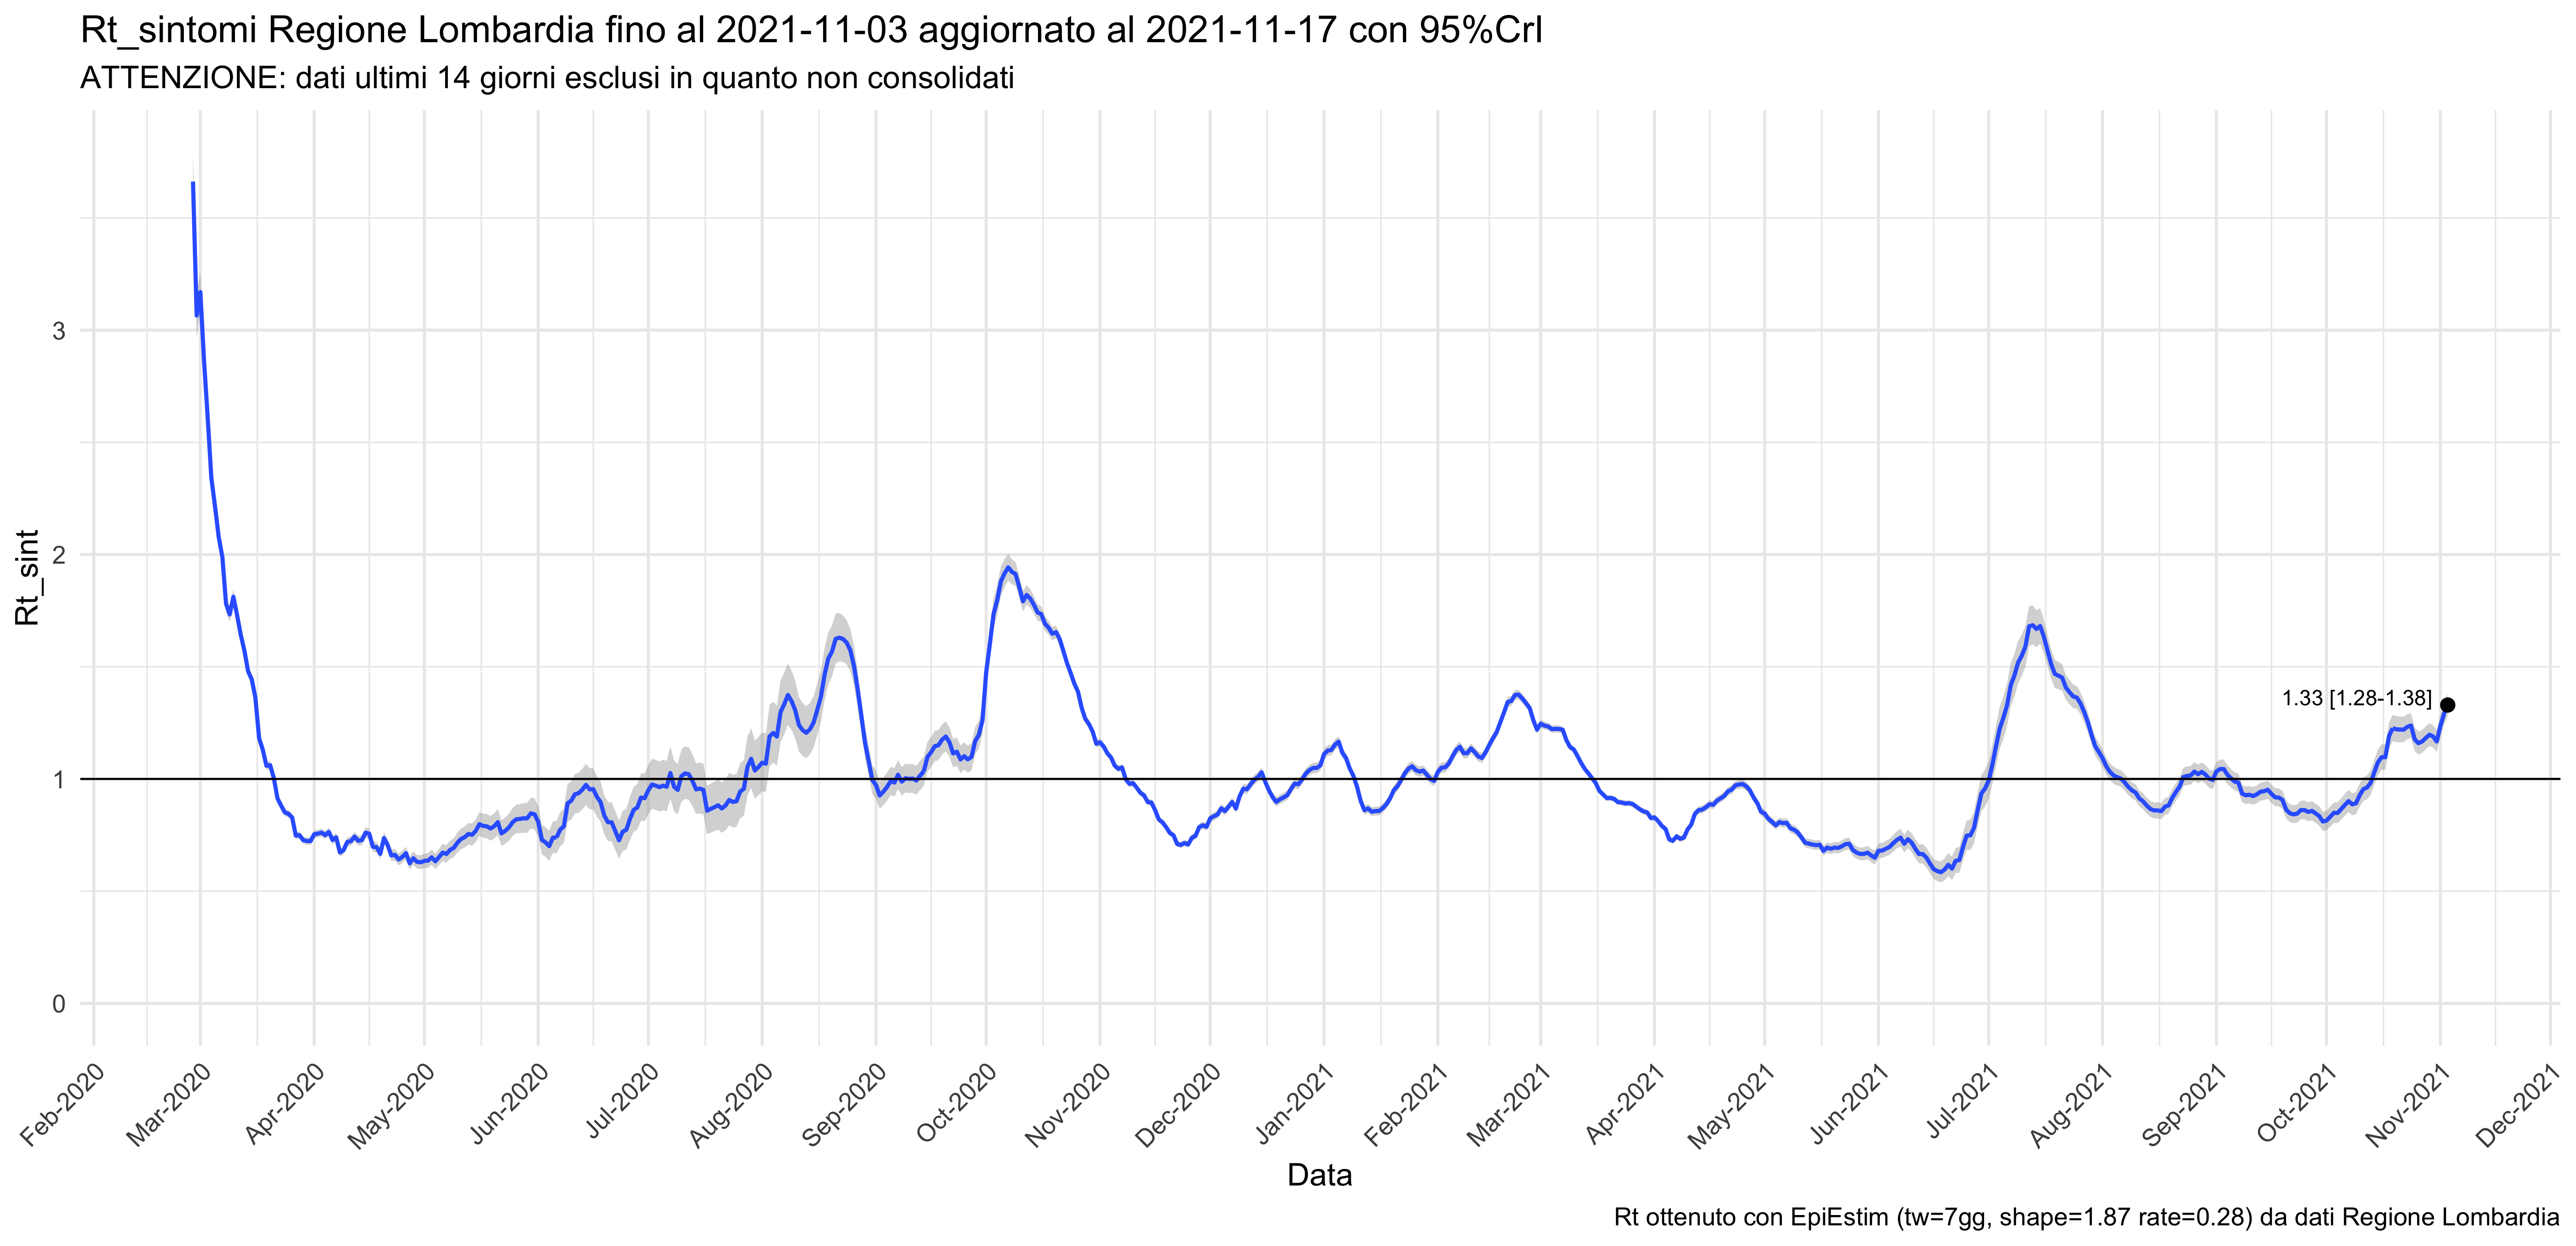 Rt_sintomi Regione Lombardia fino al 2021-11-03 aggiornato al 2021-11-17 con 95%CrI
ATTENZIONE: dati ultimi 14 giorni esclusi in quanto non consolidati
Rt_sint
3
2
1
0
1.33 [1.28-1.38]
Feb-2020
Mar-2020
Apr-2020
May-2020
Jun-2020
Jul-2020
Aug-2020
Sep-2020
Oct-2020
Nov-2020
Dec-2020
Jan-2021
Feb-2021
Mar-2021
Apr-2021
May-2021
Jun-2021
Jul-2021
Aug-2021
Sep-2021
Oct-2021
Nov-2021
Dec-2021
Data
Rt ottenuto con EpiEstim (tw=7gg, shape=1.87 rate=0.28) da dati Regione Lombardia